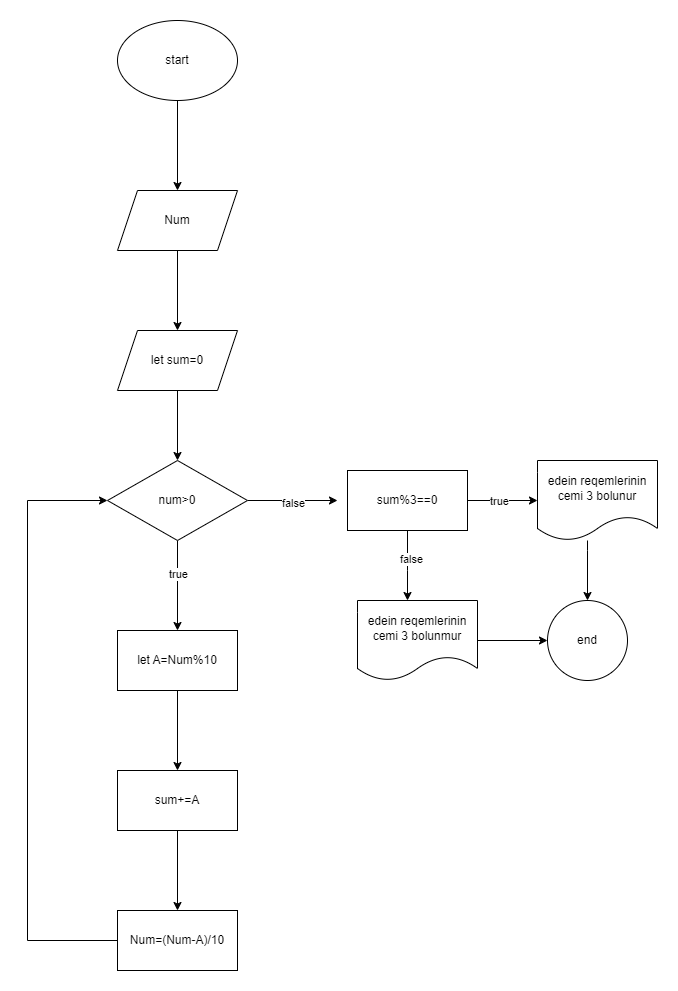 start
Num
let sum=0
num>0
false
sum%3==0
true
edein reqemlerinin
cemi 3 bolunur
true
false
let A=Num%10
edein reqemlerinin
cemi 3 bolunmur
end
sum+=A
Num=(Num-A)/10